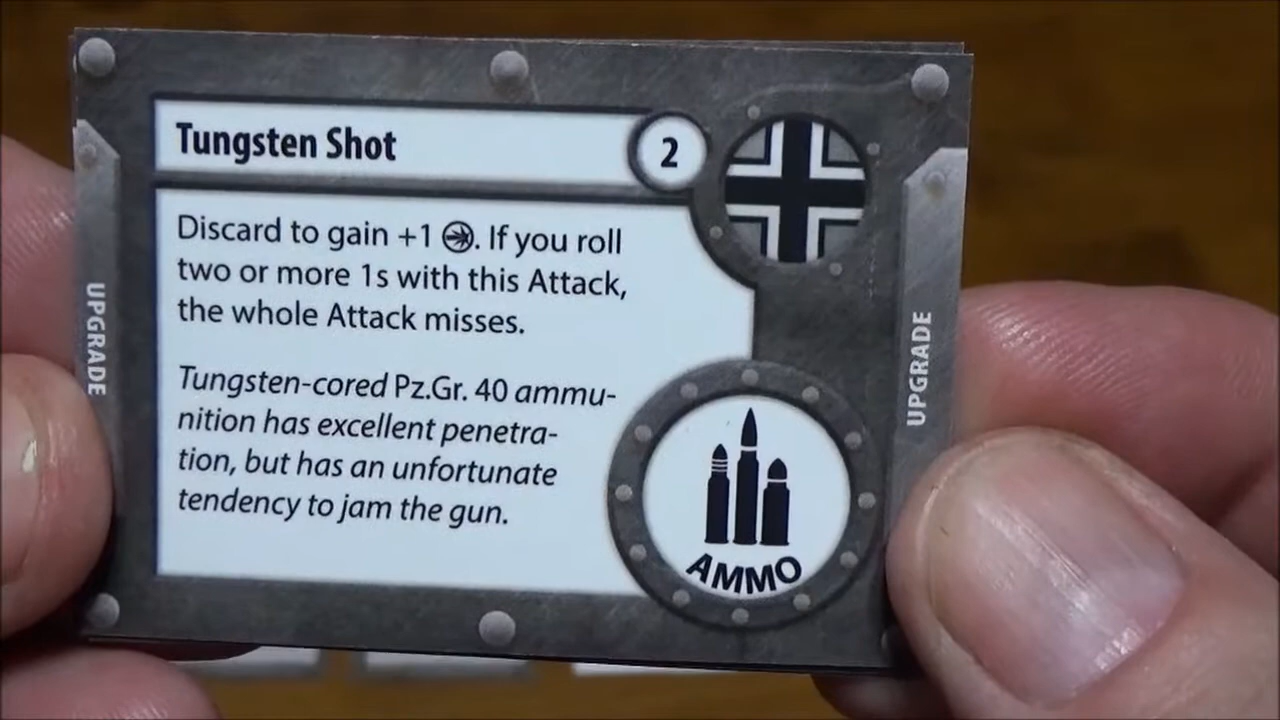 Tungsten Shot
2
Discard to gain +1 . If you roll
two or more 1s with this Attack,
the whole Attack misses.
Tungsten-cored Pz.Gr. 40 ammu-
nition has excellent penetra-
tion, but has an unfortunate
tendency to jam the gun.
UPGRADE
UPGRADE
AMMO